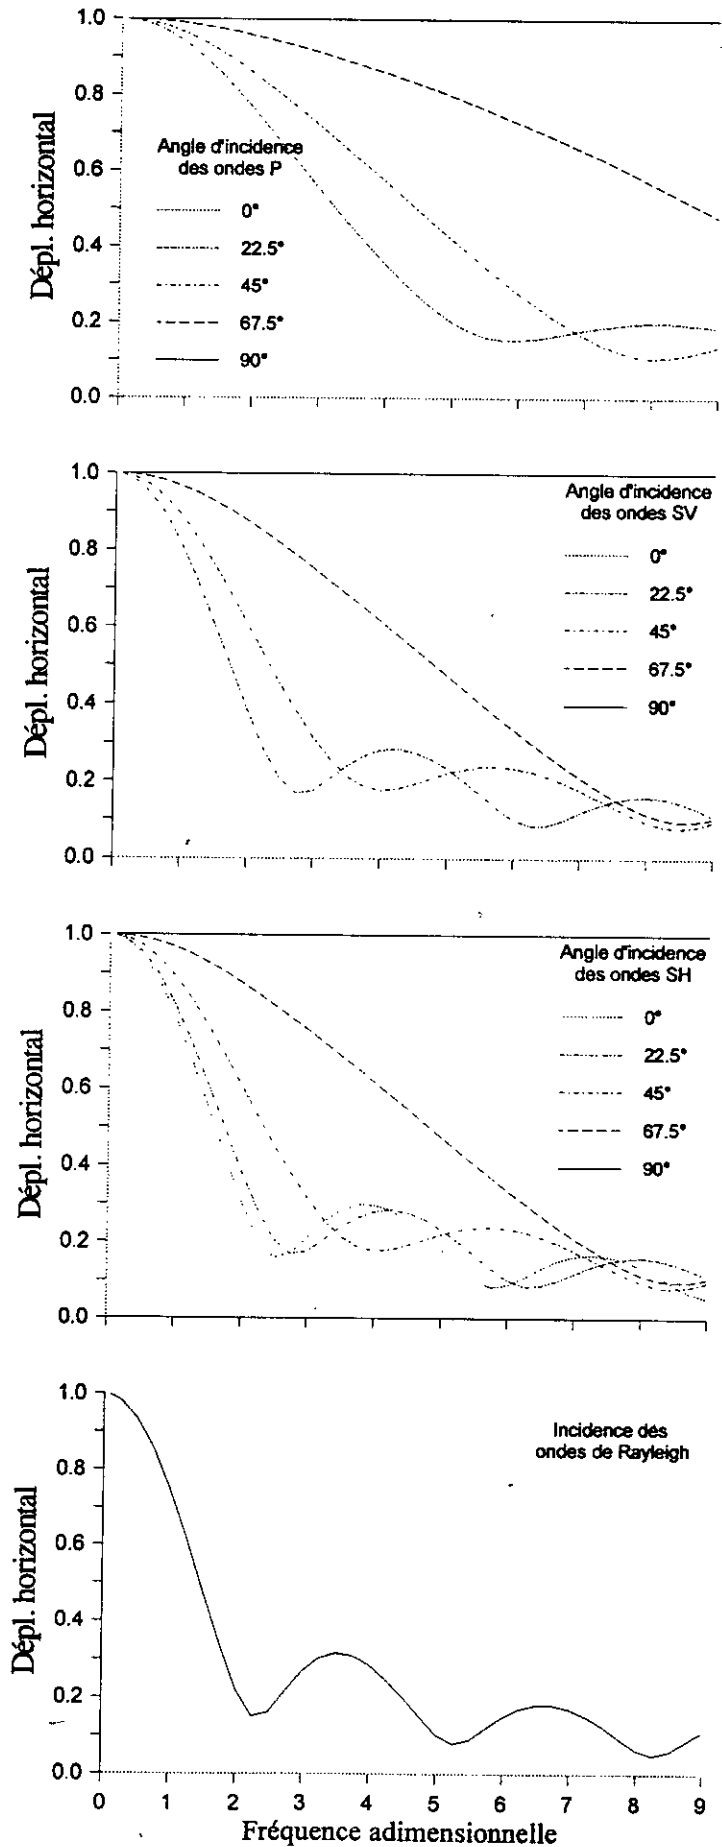 1.0
0.8
0.6
0.4
0.2
0.0
Dépl. horizontal
Angle d'incidence
des ondes P
0°
22.5°
45°
67.5°
90°
1.0
0.8
0.6
0.4
0.2
0.0
Dépl. horizontal
Angle d'incidence
des ondes SV
0°
22.5°
45°
67.5°
90°
1.0
0.8
0.6
0.4
0.2
0.0
Dépl. horizontal
Angle d'incidence
des ondes SH
0°
22.5°
45°
67.5°
90°
1.0
0.8
0.6
0.4
0.2
0.0
Dépl. horizontal
Incidence des
ondes de Rayleigh
0 1 2 3 4 5 6 7 8 9
Fréquence adimensionnelle